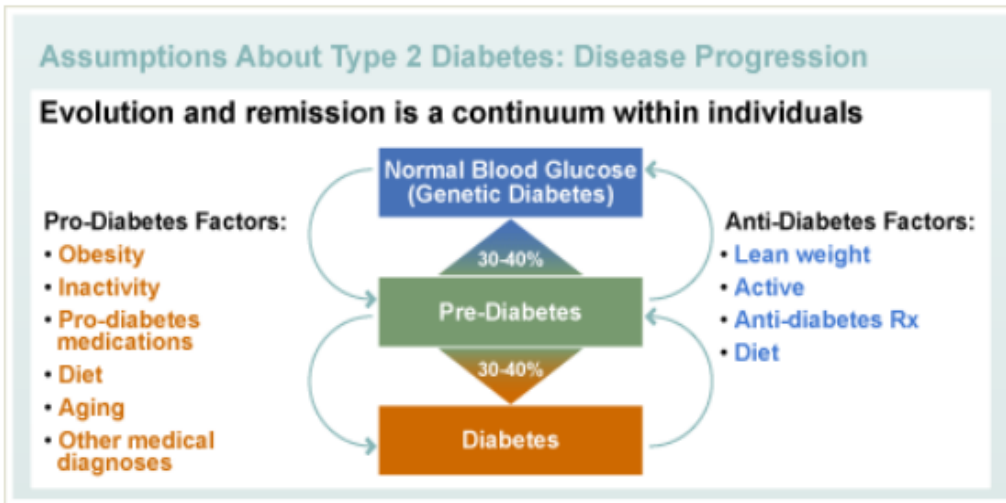 Assumptions About Type 2 Diabetes: Disease Progression
Evolution and remission is a continuum within individuals
Normal Blood Glucose
(Genetic Diabetes)
Pro-Diabetes Factors:
• Obesity
• Inactivity
• Pro-diabetes
medications
• Diet
• Aging
• Other medical
diagnoses
30-40%
Pre-Diabetes
30-40%
Diabetes
Anti-Diabetes Factors:
• Lean weight
• Active
• Anti-diabetes Rx
• Diet